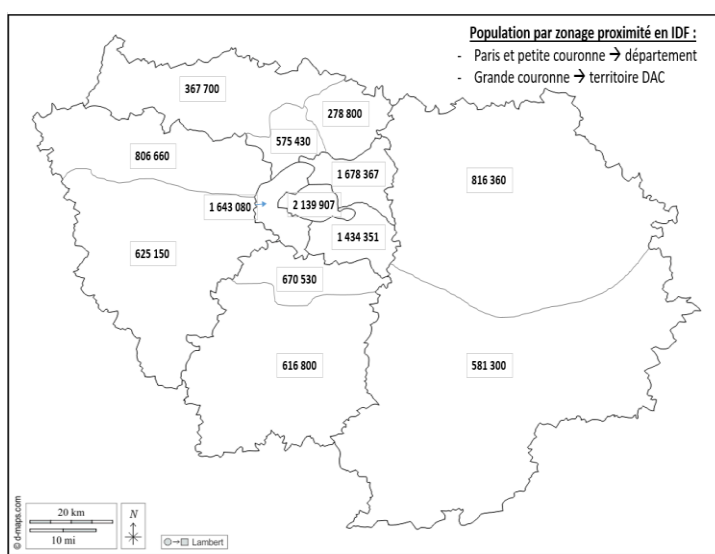 Population par zonage proximité en IDF :
- Paris et petite couronne → département
- Grande couronne → territoire DAC
367 700
278 800
575 430
806 660
1 678 367
816 360
1 643 080
2 139 907
1 434 351
625 150
670 530
616 800
581 300
© d-maps.com
20 km
10 mi
N
Lambert